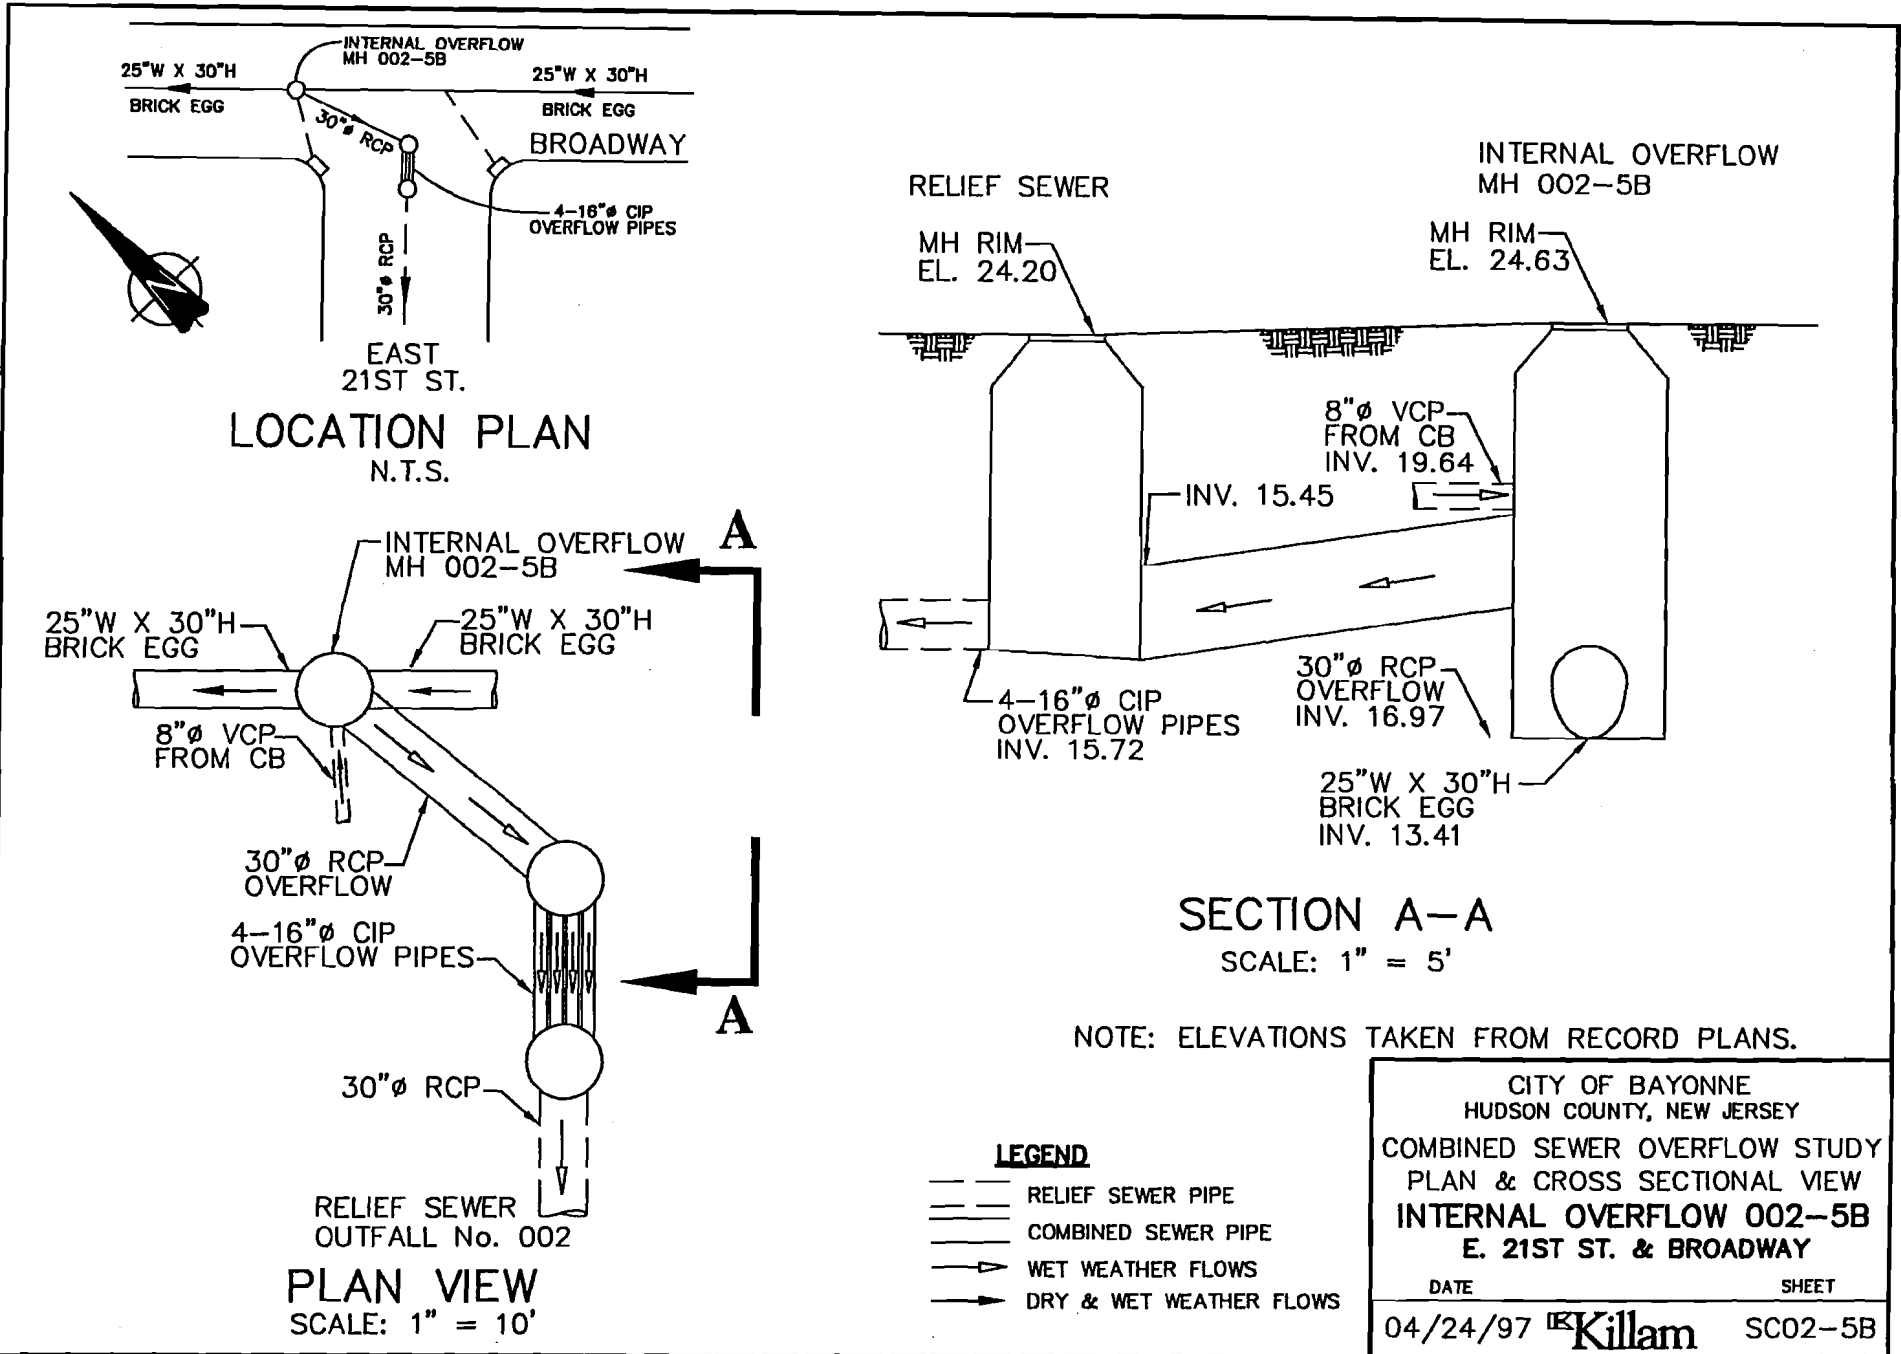 INTERNAL OVERFLOW
MH 002-5B
25"W X 30"H
BRICK EGG
25"W X 30"H
BRICK EGG
30"ø RCP
BROADWAY
4-16"ø CIP
OVERFLOW PIPES
30"ø RCP
EAST
21ST ST.
LOCATION PLAN
N.T.S.
INTERNAL OVERFLOW
MH 002-5B
A
25"W X 30"H
BRICK EGG
25"W X 30"H
BRICK EGG
8"ø VCP
FROM CB
30"ø RCP
OVERFLOW
4-16"ø CIP
OVERFLOW PIPES
A
30"ø RCP
RELIEF SEWER
OUTFALL No. 002
PLAN VIEW
SCALE: 1" = 10'
RELIEF SEWER
MH RIM
EL. 24.20
INTERNAL OVERFLOW
MH 002-5B
MH RIM
EL. 24.63
8"ø VCP
FROM CB
INV. 19.64
INV. 15.45
4-16"ø CIP
OVERFLOW PIPES
INV. 15.72
30"ø RCP
OVERFLOW
INV. 16.97
25"W X 30"H
BRICK EGG
INV. 13.41
SECTION A-A
SCALE: 1" = 5'
NOTE: ELEVATIONS TAKEN FROM RECORD PLANS.
LEGEND
RELIEF SEWER PIPE
COMBINED SEWER PIPE
WET WEATHER FLOWS
DRY & WET WEATHER FLOWS
CITY OF BAYONNE
HUDSON COUNTY, NEW JERSEY
COMBINED SEWER OVERFLOW STUDY
PLAN & CROSS SECTIONAL VIEW
INTERNAL OVERFLOW 002-5B
E. 21ST ST. & BROADWAY
DATE SHEET
04/24/97 Killam SC02-5B